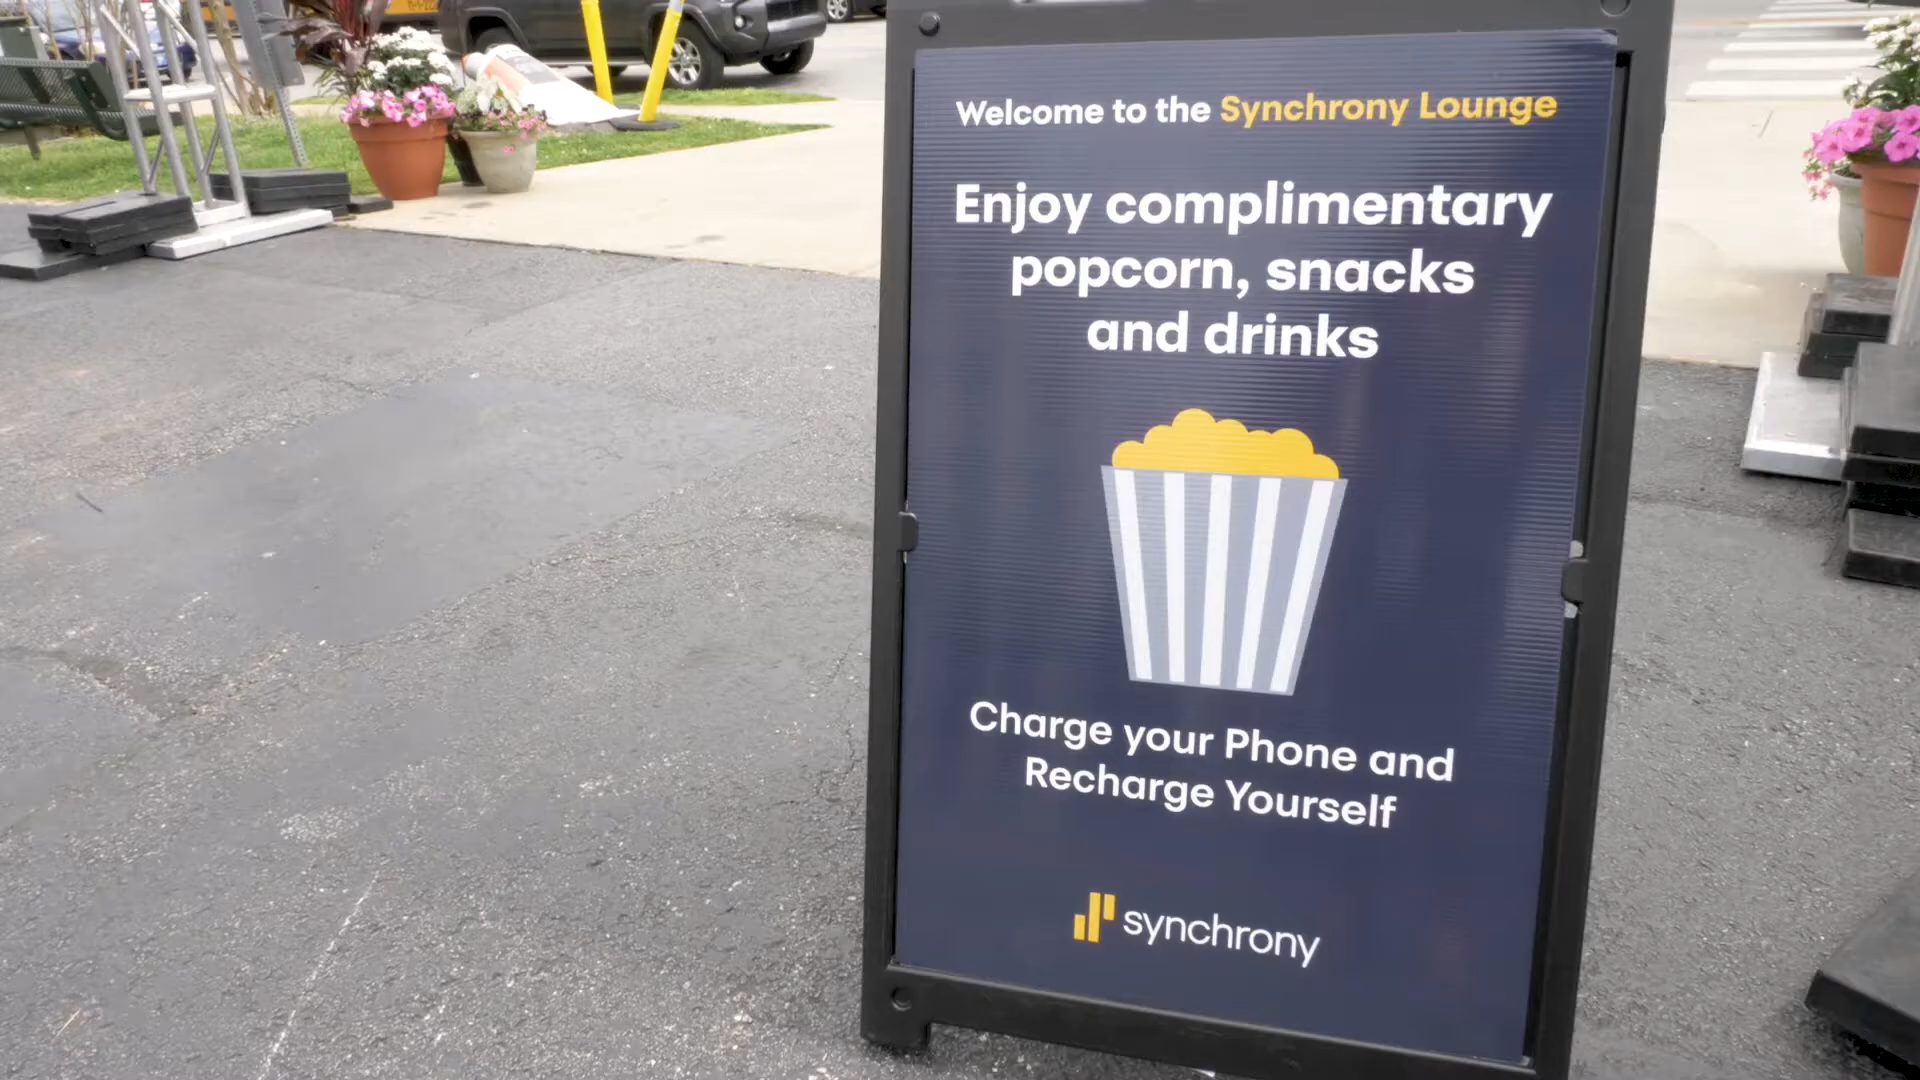 Welcome to the Synchrony Lounge
Enjoy complimentary
popcorn, snacks
and drinks
Charge your Phone and
Recharge Yourself
synchrony